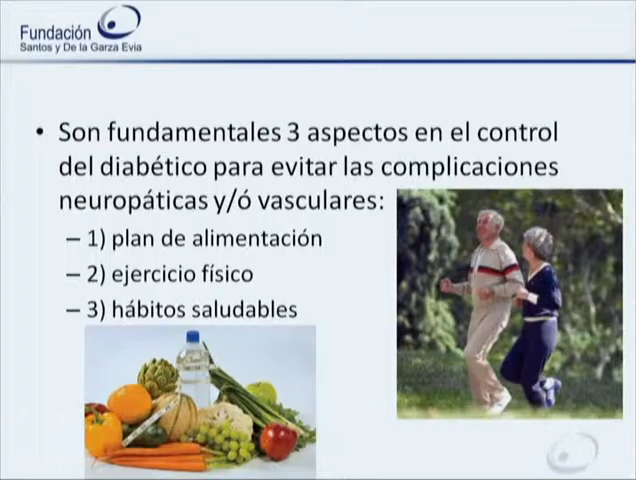 Fundación
Santos y De la Garza Evia
• Son fundamentales 3 aspectos en el control
del diabético para evitar las complicaciones
neuropáticas y/ó vasculares:
– 1) plan de alimentación
– 2) ejercicio físico
– 3) hábitos saludables